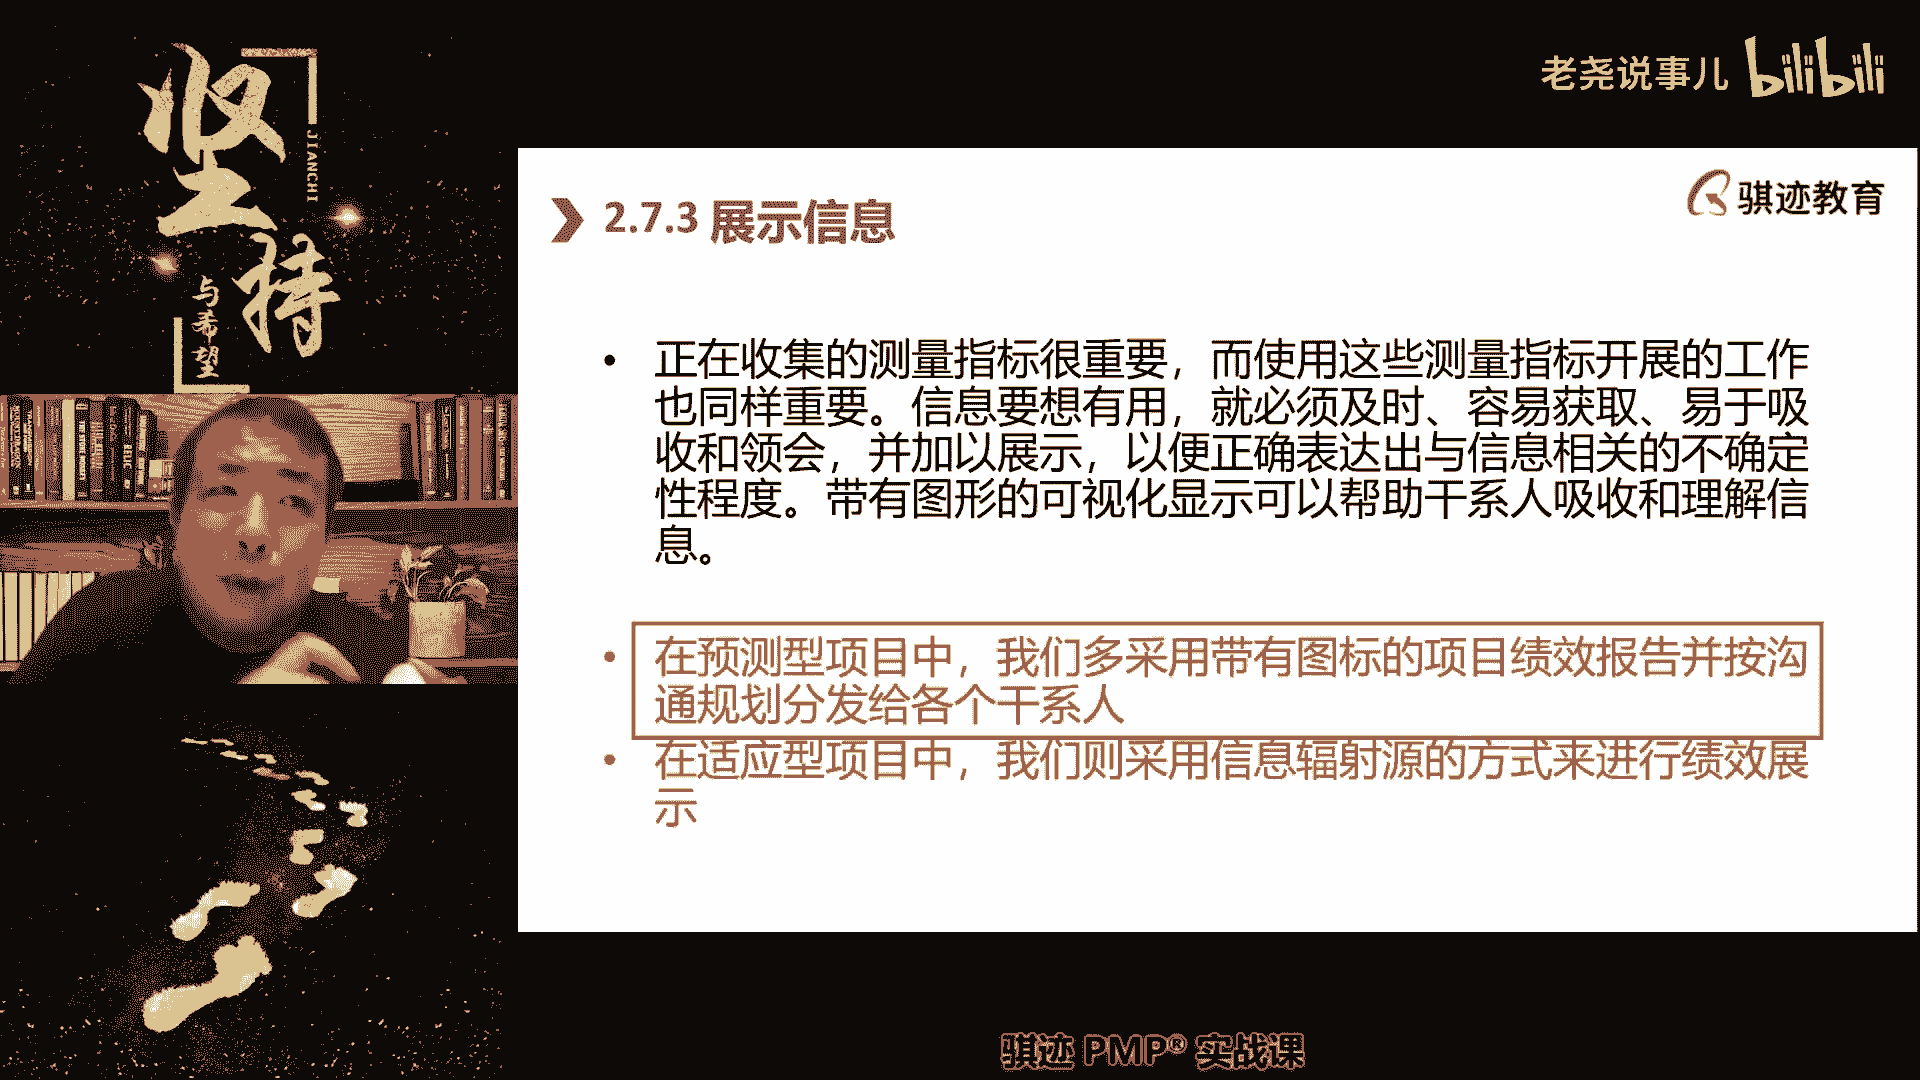 坚持
JIANCHI
与希望
老尧说事儿 bilibili
骐迹教育
2.7.3 展示信息
• 正在收集的测量指标很重要，而使用这些测量指标开展的工作
也同样重要。信息要想有用，就必须及时、容易获取、易于吸
收和领会，并加以展示，以便正确表达出与信息相关的不确定
性程度。带有图形的可视化显示可以帮助干系人吸收和理解信
息。
• 在预测型项目中，我们多采用带有图标的项目绩效报告并按沟
通规划分发给各个干系人
• 在适应型项目中，我们则采用信息辐射源的方式来进行绩效展
示
骐迹 PMP® 实战课